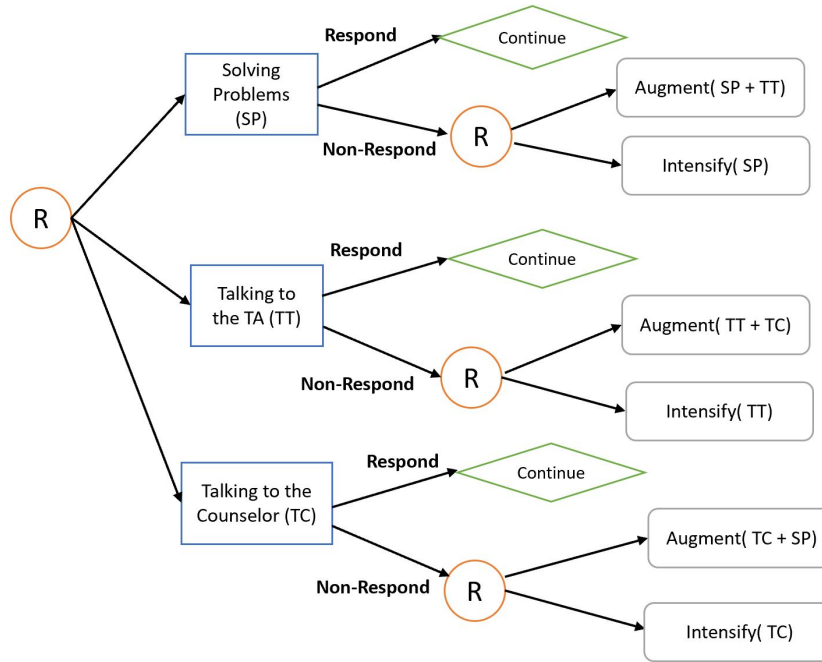 Respond
Continue
Solving
Problems
(SP)
Augment( SP + TT)
R
Non-Respond
Intensify( SP)
R
Respond
Continue
Talking to
the TA (TT)
Augment( TT + TC)
R
Non-Respond
Intensify( TT)
Respond
Continue
Talking to the
Counselor (TC)
Augment( TC + SP)
R
Non-Respond
Intensify( TC)